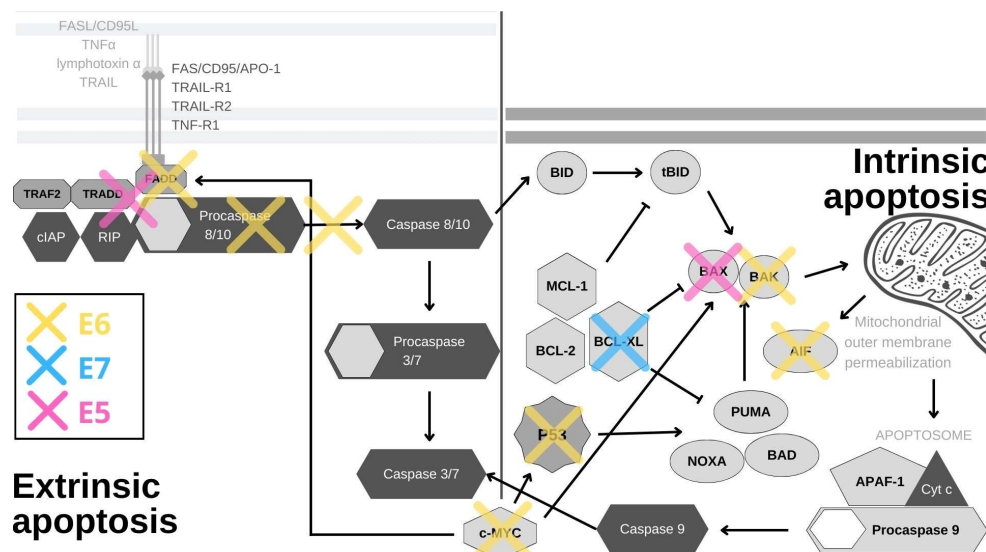 FASL/CD95L
TNFα
lymphotoxin α
TRAIL
FAS/CD95/APO-1
TRAIL-R1
TRAIL-R2
TNF-R1
FADD
TRAF2
TRADD
cIAP
RIP
Procaspase
8/10
Caspase 8/10
Procaspase
3/7
Caspase 3/7
E6
E7
E5
Extrinsic
apoptosis
BID
tBID
Intrinsic
apoptosis
MCL-1
BCL-2
BCL-XL
BAX
BAK
AIF
Mitochondrial
outer membrane
permeabilization
P53
PUMA
NOXA
BAD
APOPTOSOME
APAF-1
Cyt c
Procaspase 9
Caspase 9
c-MYC